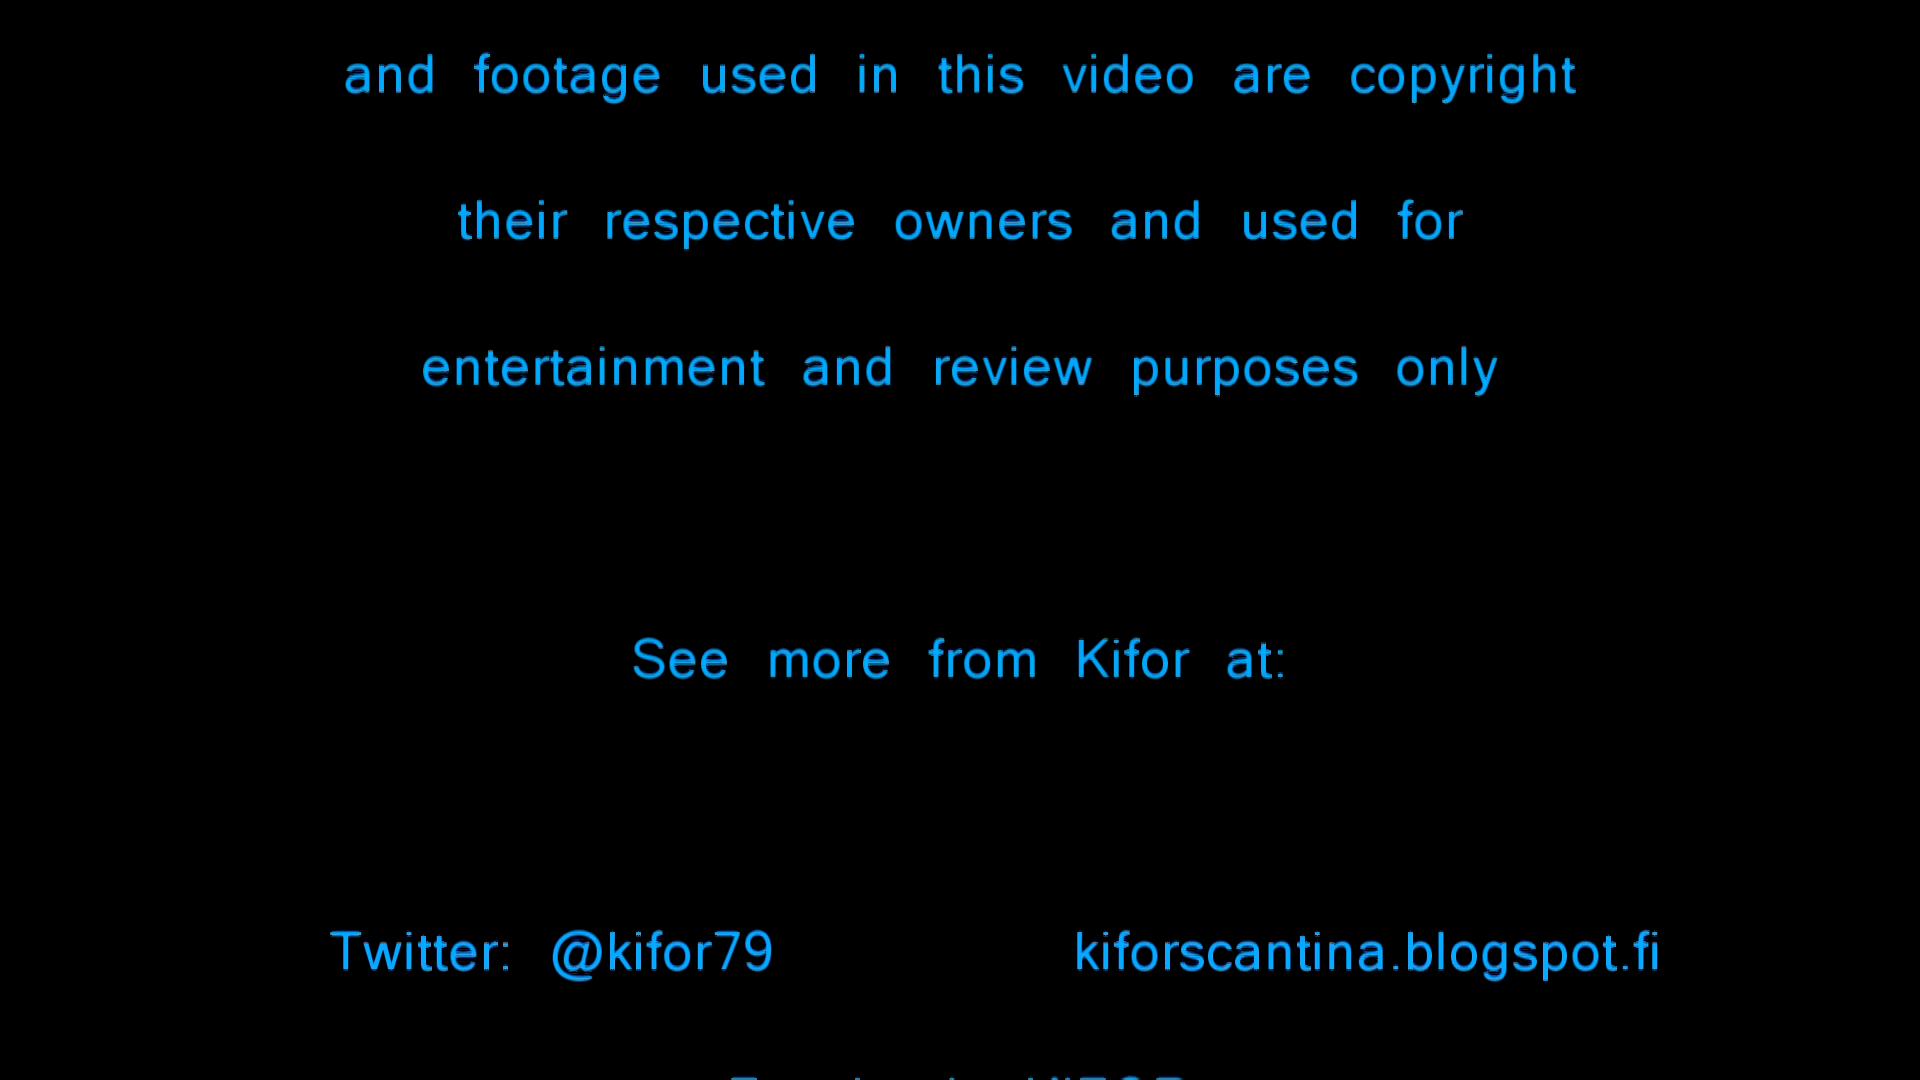 and footage used in this video are copyright
their respective owners and used for
entertainment and review purposes only
See more from Kifor at:
Twitter: @kifor79 kiforscantina.blogspot.fi